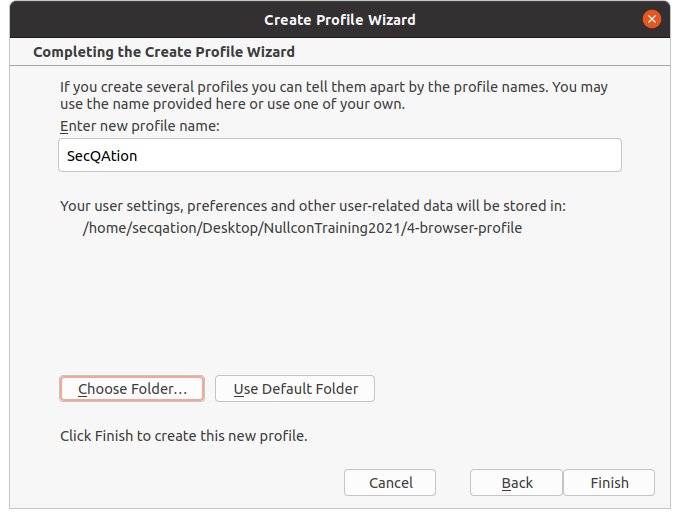 Create Profile Wizard
Completing the Create Profile Wizard
If you create several profiles you can tell them apart by the profile names. You may
use the name provided here or use one of your own.
Enter new profile name:
SecQAtion
Your user settings, preferences and other user-related data will be stored in:
/home/secqation/Desktop/NullconTraining2021/4-browser-profile
Choose Folder... Use Default Folder
Click Finish to create this new profile.
Cancel Back Finish